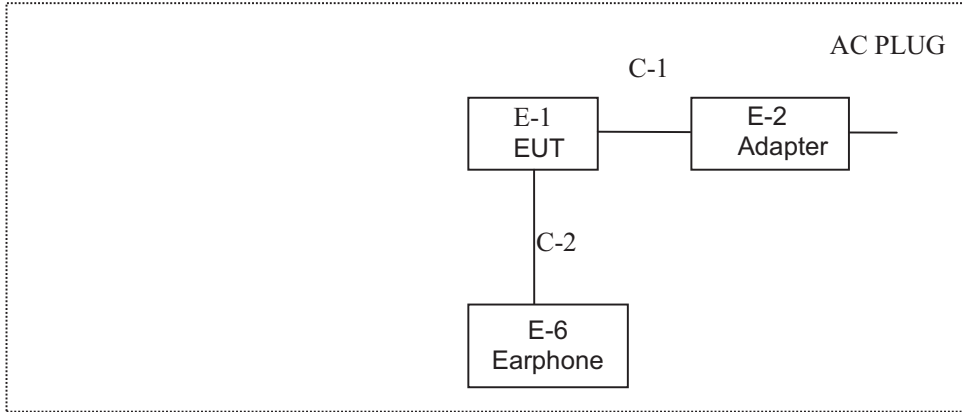 AC PLUG
C-1
E-1
EUT
E-2
Adapter
C-2
E-6
Earphone